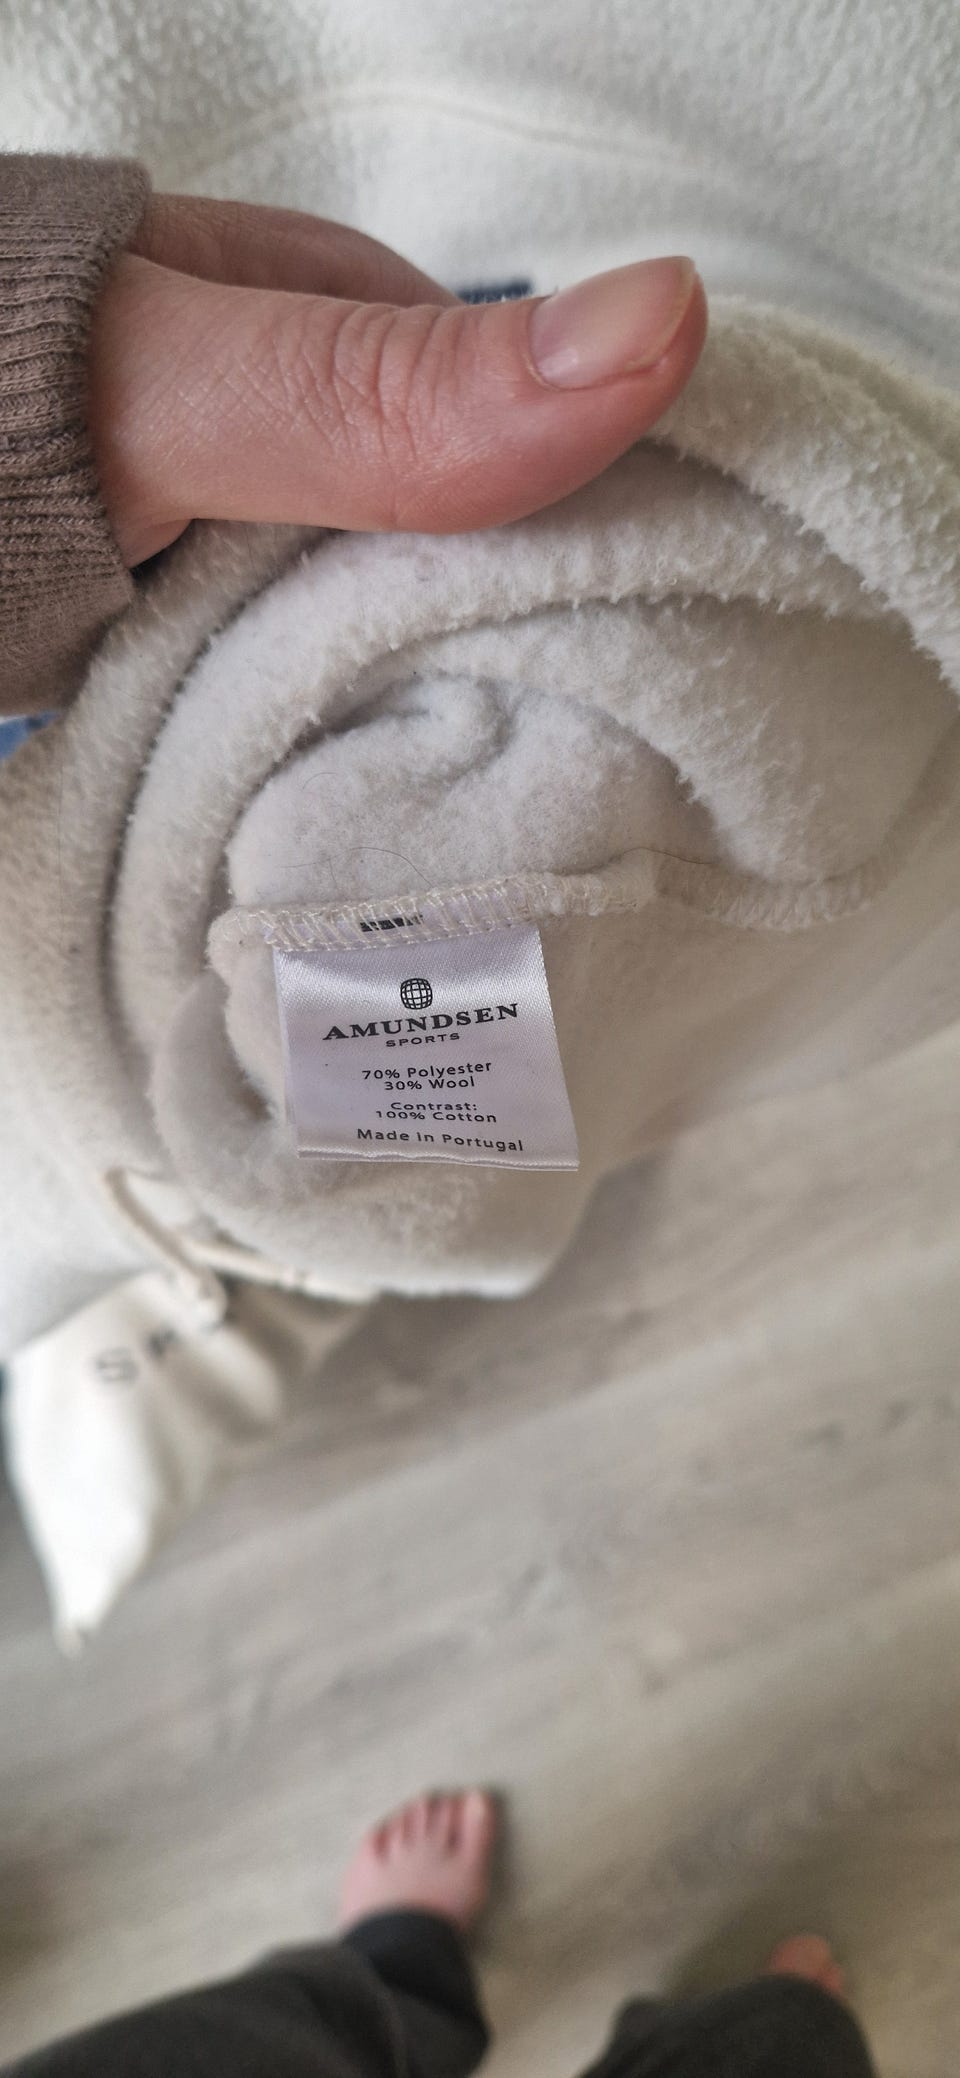 AMUNDSEN
SPORTS
70% Polyester
30% Wool
Contrast:
100% Cotton
Made in Portugal